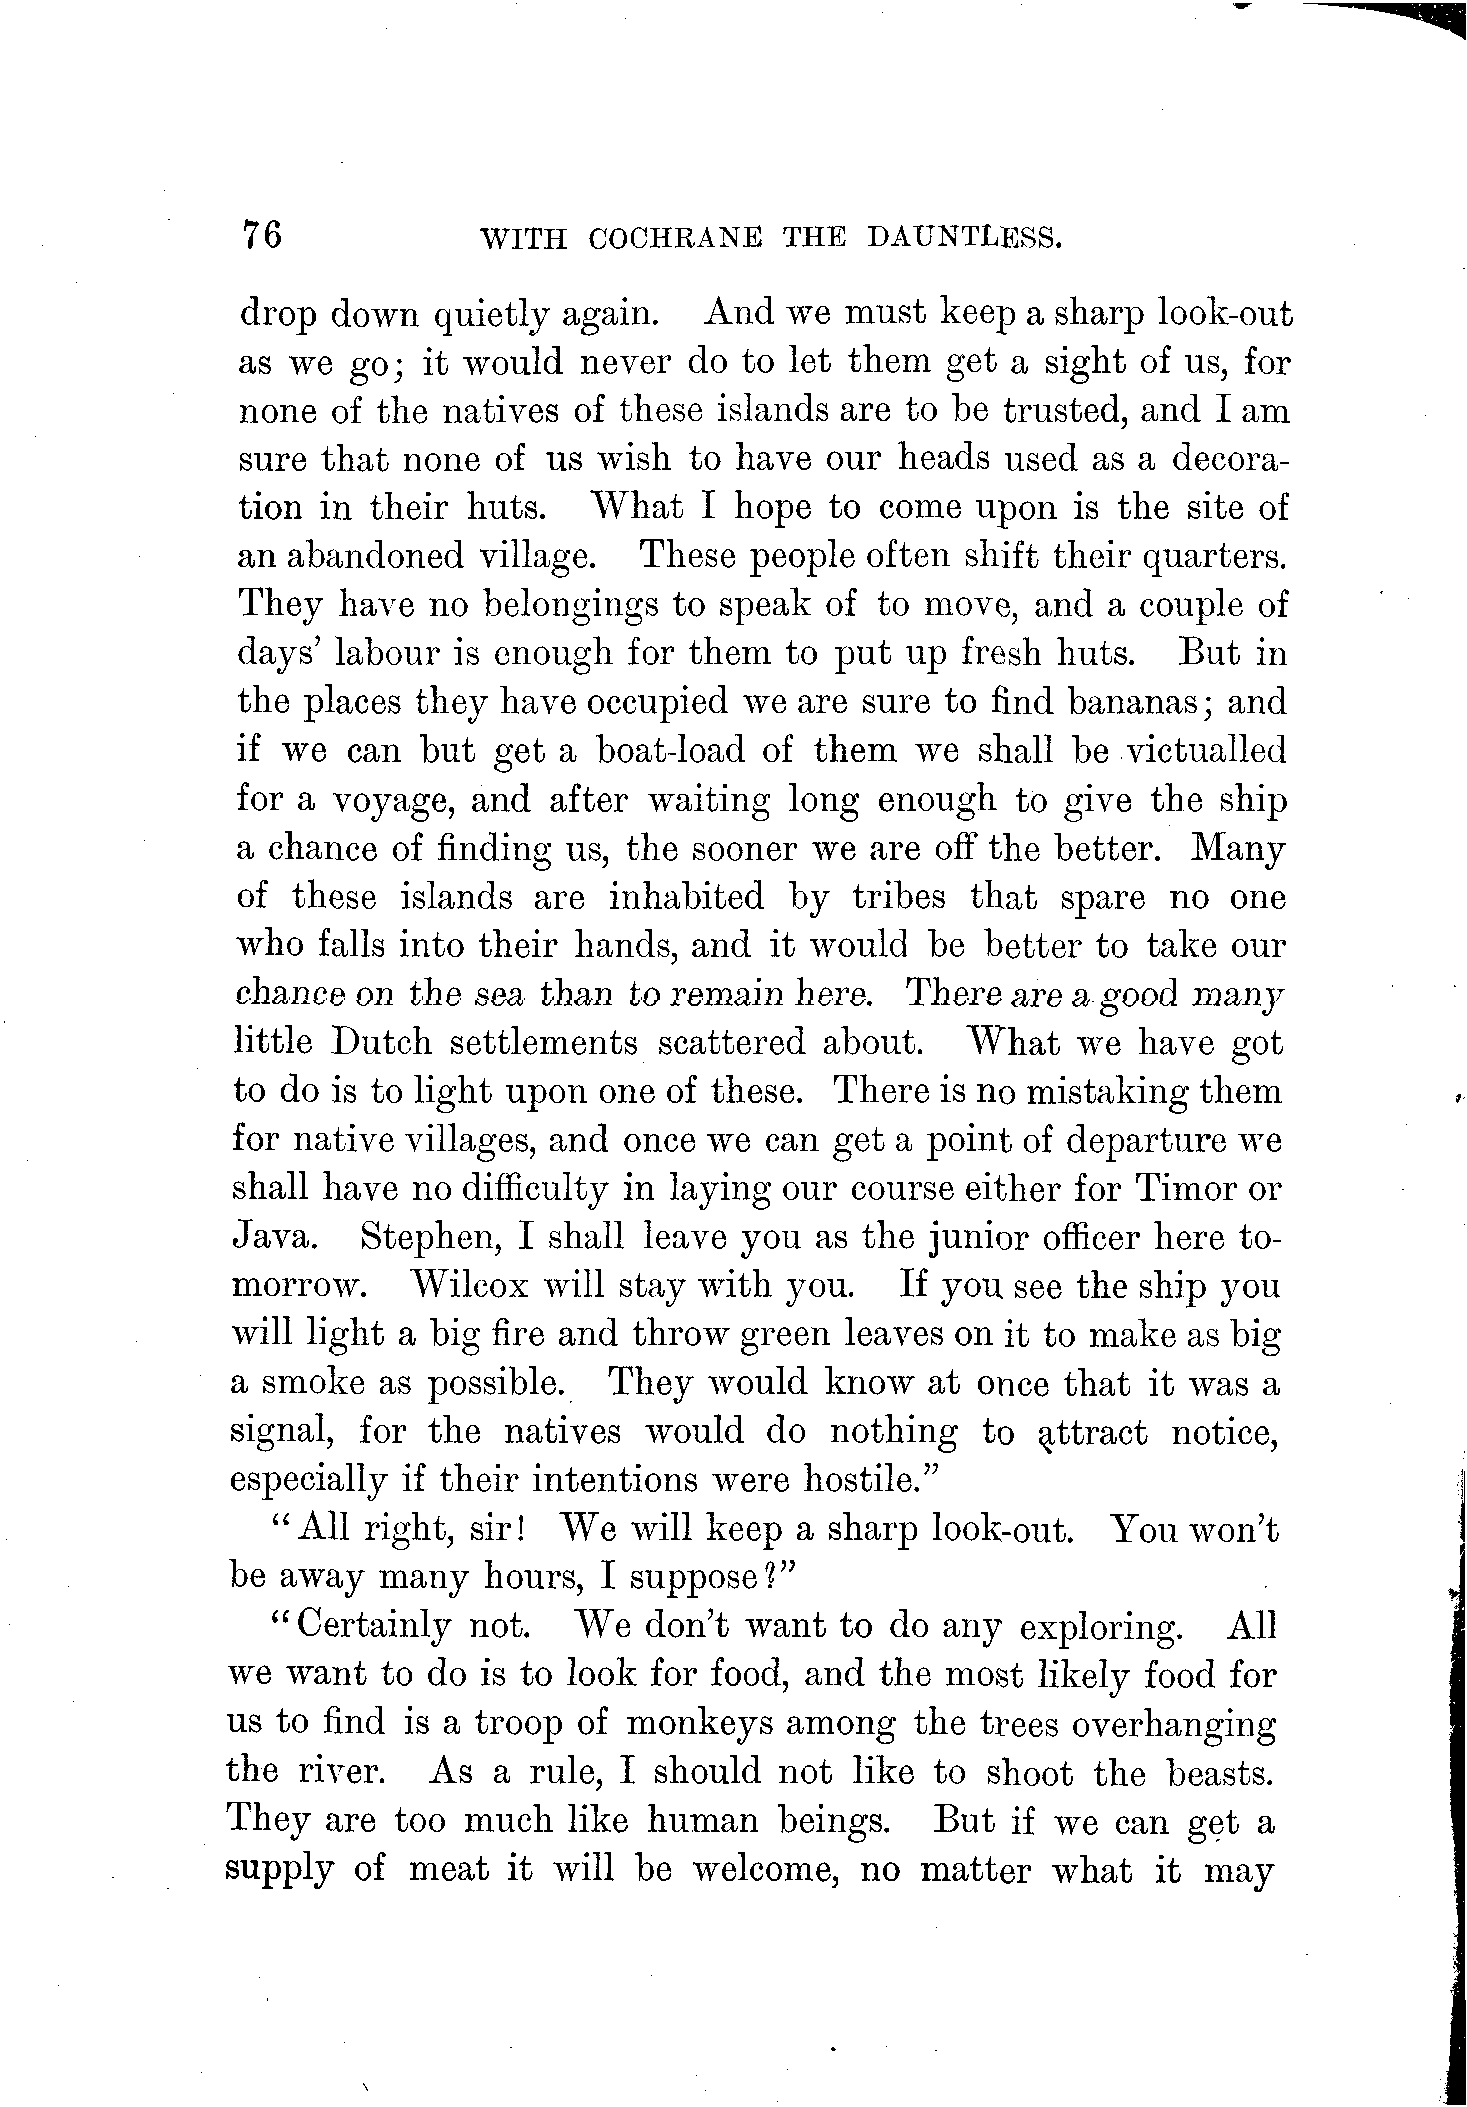 76 WITH COCHRANE THE DAUNTLESS.
drop down quietly again. And we must keep a sharp look-out
as we go; it would never do to let them get a sight of us, for
none of the natives of these islands are to be trusted, and I am
sure that none of us wish to have our heads used as a decora-
tion in their huts. What I hope to come upon is the site of
an abandoned village. These people often shift their quarters.
They have no belongings to speak of to move, and a couple of
days' labour is enough for them to put up fresh huts. But in
the places they have occupied we are sure to find bananas; and
if we can but get a boat-load of them we shall be victualled
for a voyage, and after waiting long enough to give the ship
a chance of finding us, the sooner we are off the better. Many
of these islands are inhabited by tribes that spare no one
who falls into their hands, and it would be better to take our
chance on the sea than to remain here. There are a good many
little Dutch settlements scattered about. What we have got
to do is to light upon one of these. There is no mistaking them
for native villages, and once we can get a point of departure we
shall have no difficulty in laying our course either for Timor or
Java. Stephen, I shall leave you as the junior officer here to-
morrow. Wilcox will stay with you. If you see the ship you
will light a big fire and throw green leaves on it to make as big
a smoke as possible. They would know at once that it was a
signal, for the natives would do nothing to attract notice,
especially if their intentions were hostile."
"All right, sir! We will keep a sharp look-out. You won't
be away many hours, I suppose?"
"Certainly not. We don't want to do any exploring. All
we want to do is to look for food, and the most likely food for
us to find is a troop of monkeys among the trees overhanging
the river. As a rule, I should not like to shoot the beasts.
They are too much like human beings. But if we can get a
supply of meat it will be welcome, no matter what it may